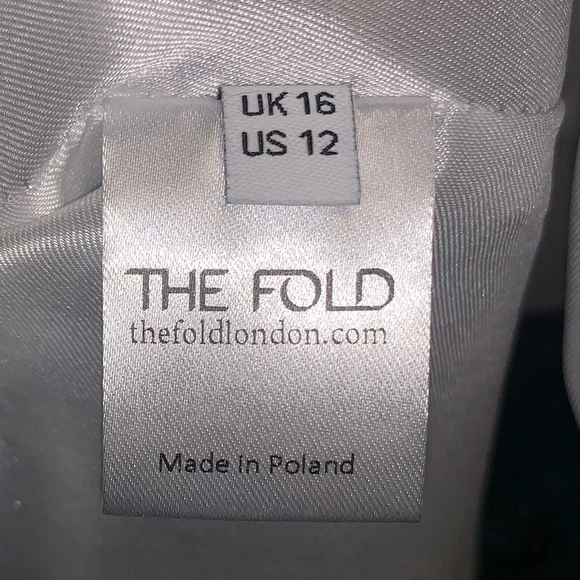 UK 16
US 12
THE FOLD
thefoldlondon.com
Made in Poland